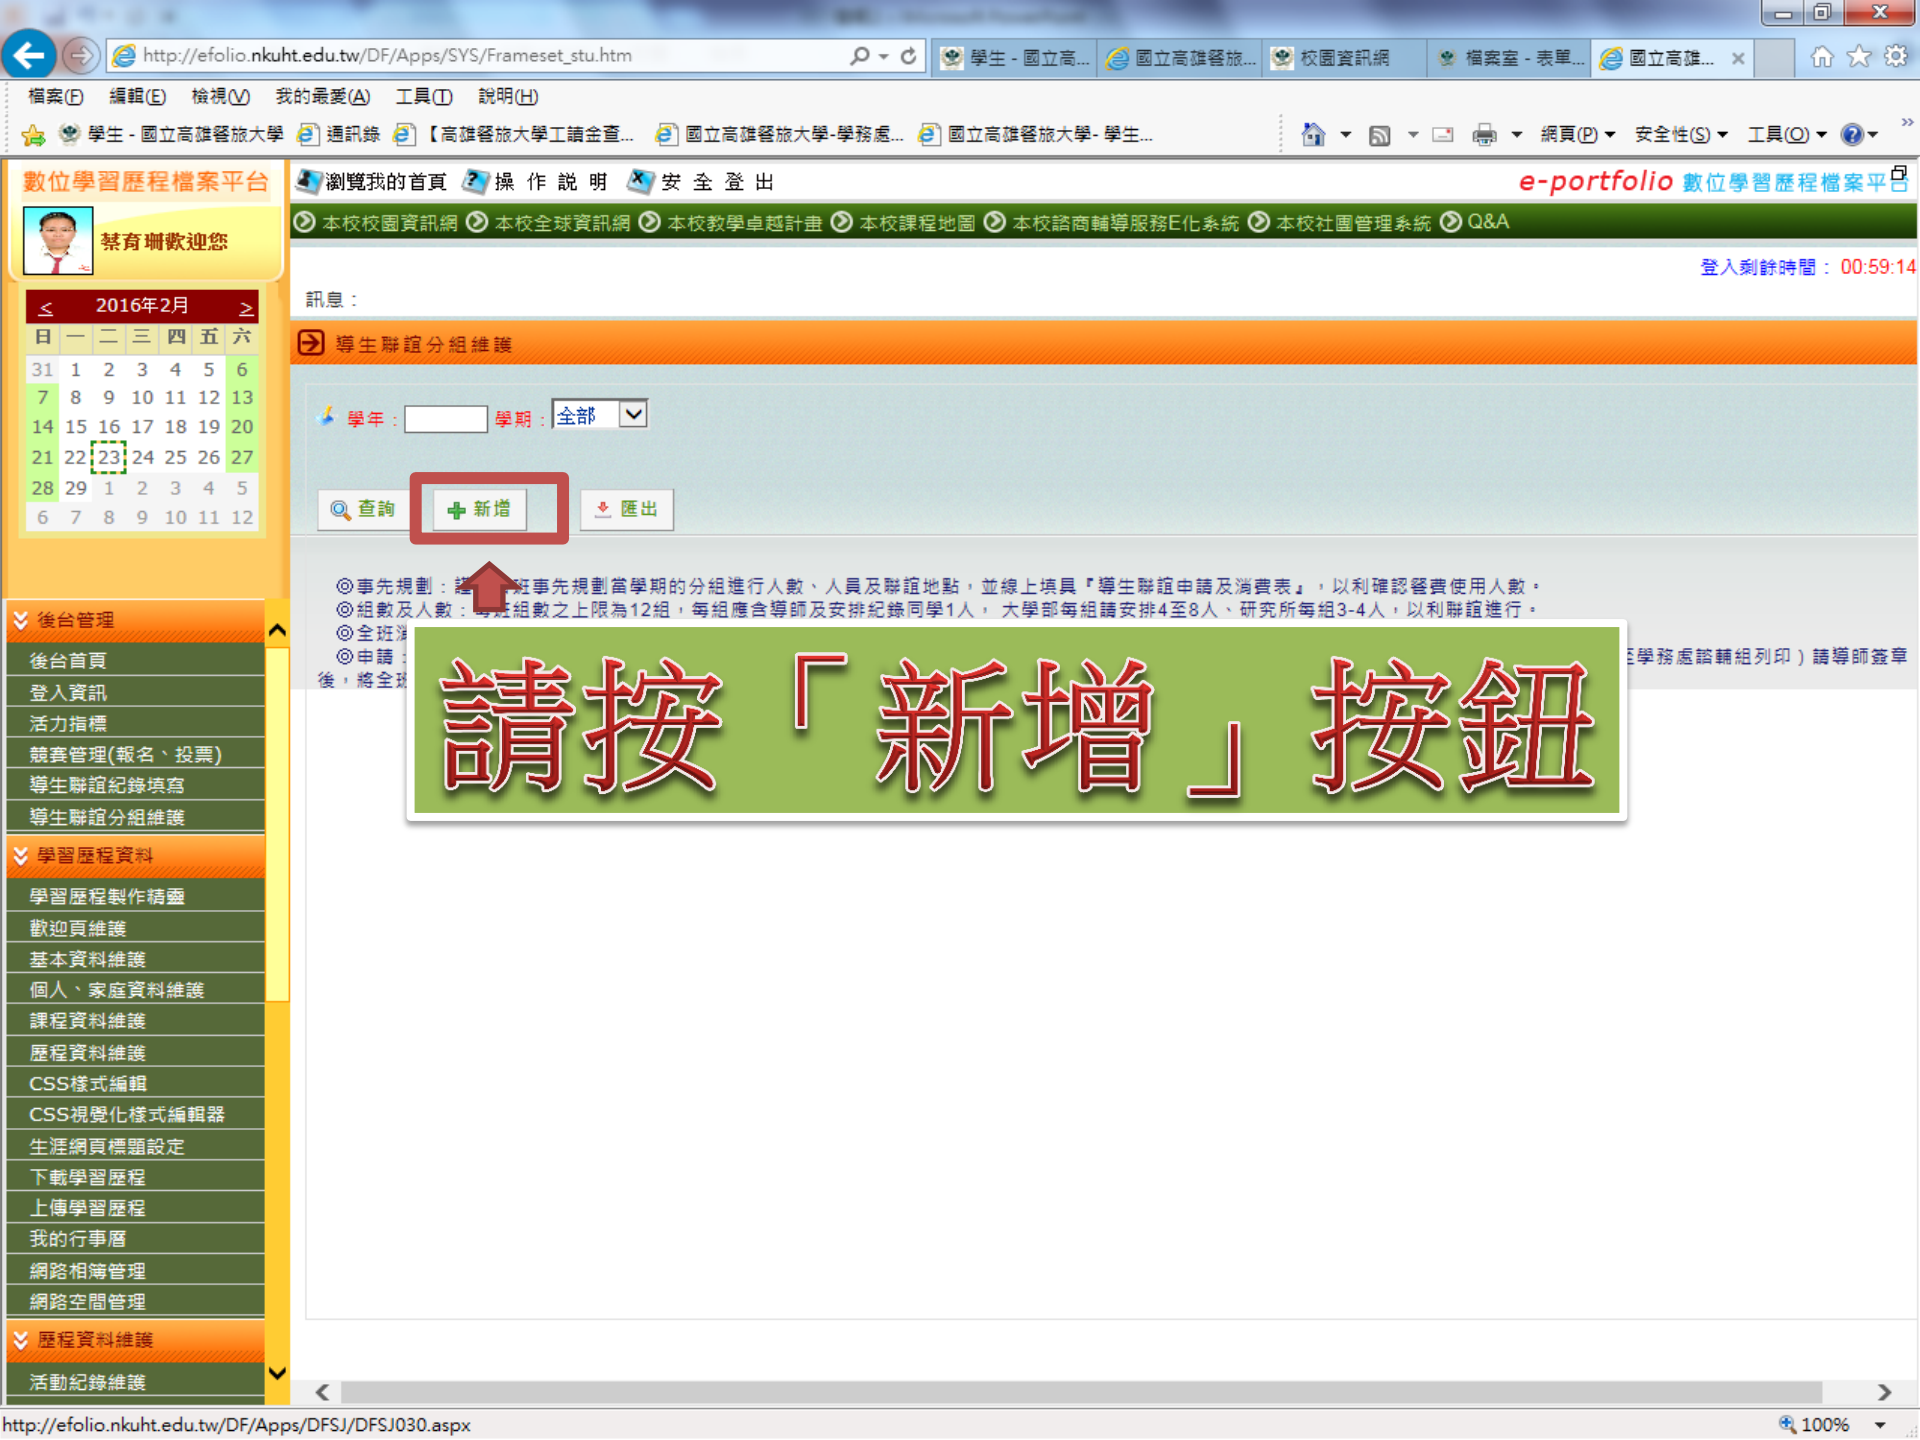 http://efolio.nkuht.edu.tw/DF/Apps/SYS/Frameset_stu.htm
學生 - 國立高...
國立高雄餐旅...
校園資訊網
檔案室 - 表單...
國立高雄...
檔案(F) 編輯(E) 檢視(V) 我的最愛(A) 工具(T) 說明(H)
學生 - 國立高雄餐旅大學 通訊錄 【高雄餐旅大學工讀金查... 國立高雄餐旅大學-學務處... 國立高雄餐旅大學- 學生...
網頁(P) 安全性(S) 工具(O)
數位學習歷程檔案平台
蔡育珊歡迎您
瀏覽我的首頁 操作說明 安全登出
e-portfolio 數位學習歷程檔案平台
本校校園資訊網 本校全球資訊網 本校教學卓越計畫 本校課程地圖 本校諮商輔導服務E化系統 本校社團管理系統 Q&A
登入剩餘時間： 00:59:14
訊息：
< 2016年2月 >
日 一 二 三 四 五 六
31 1 2 3 4 5 6
7 8 9 10 11 12 13
14 15 16 17 18 19 20
21 22 23 24 25 26 27
28 29 1 2 3 4 5
6 7 8 9 10 11 12
導生聯誼分組維護
學年： 學期： 全部
查詢 新增 匯出
◎事先規劃：謹 班事先規劃當學期的分組進行人數、人員及聯誼地點，並線上填具『導生聯誼申請及消費表』，以利確認餐費使用人數。
◎組數及人數：每班組數之上限為12組，每組應含導師及安排紀錄同學1人， 大學部每組請安排4至8人、研究所每組3-4人，以利聯誼進行。
◎全班消
◎申請： 至學務處諮輔組列印）請導師簽章
後，將全班
請按「新增」按鈕
後台管理
後台首頁
登入資訊
活力指標
競賽管理(報名、投票)
導生聯誼紀錄填寫
導生聯誼分組維護
學習歷程資料
學習歷程製作精靈
歡迎頁維護
基本資料維護
個人、家庭資料維護
課程資料維護
歷程資料維護
CSS樣式編輯
CSS視覺化樣式編輯器
生涯網頁標題設定
下載學習歷程
上傳學習歷程
我的行事曆
網路相簿管理
網路空間管理
歷程資料維護
活動紀錄維護
http://efolio.nkuht.edu.tw/DF/Apps/DFSJ/DFSJ030.aspx
100%